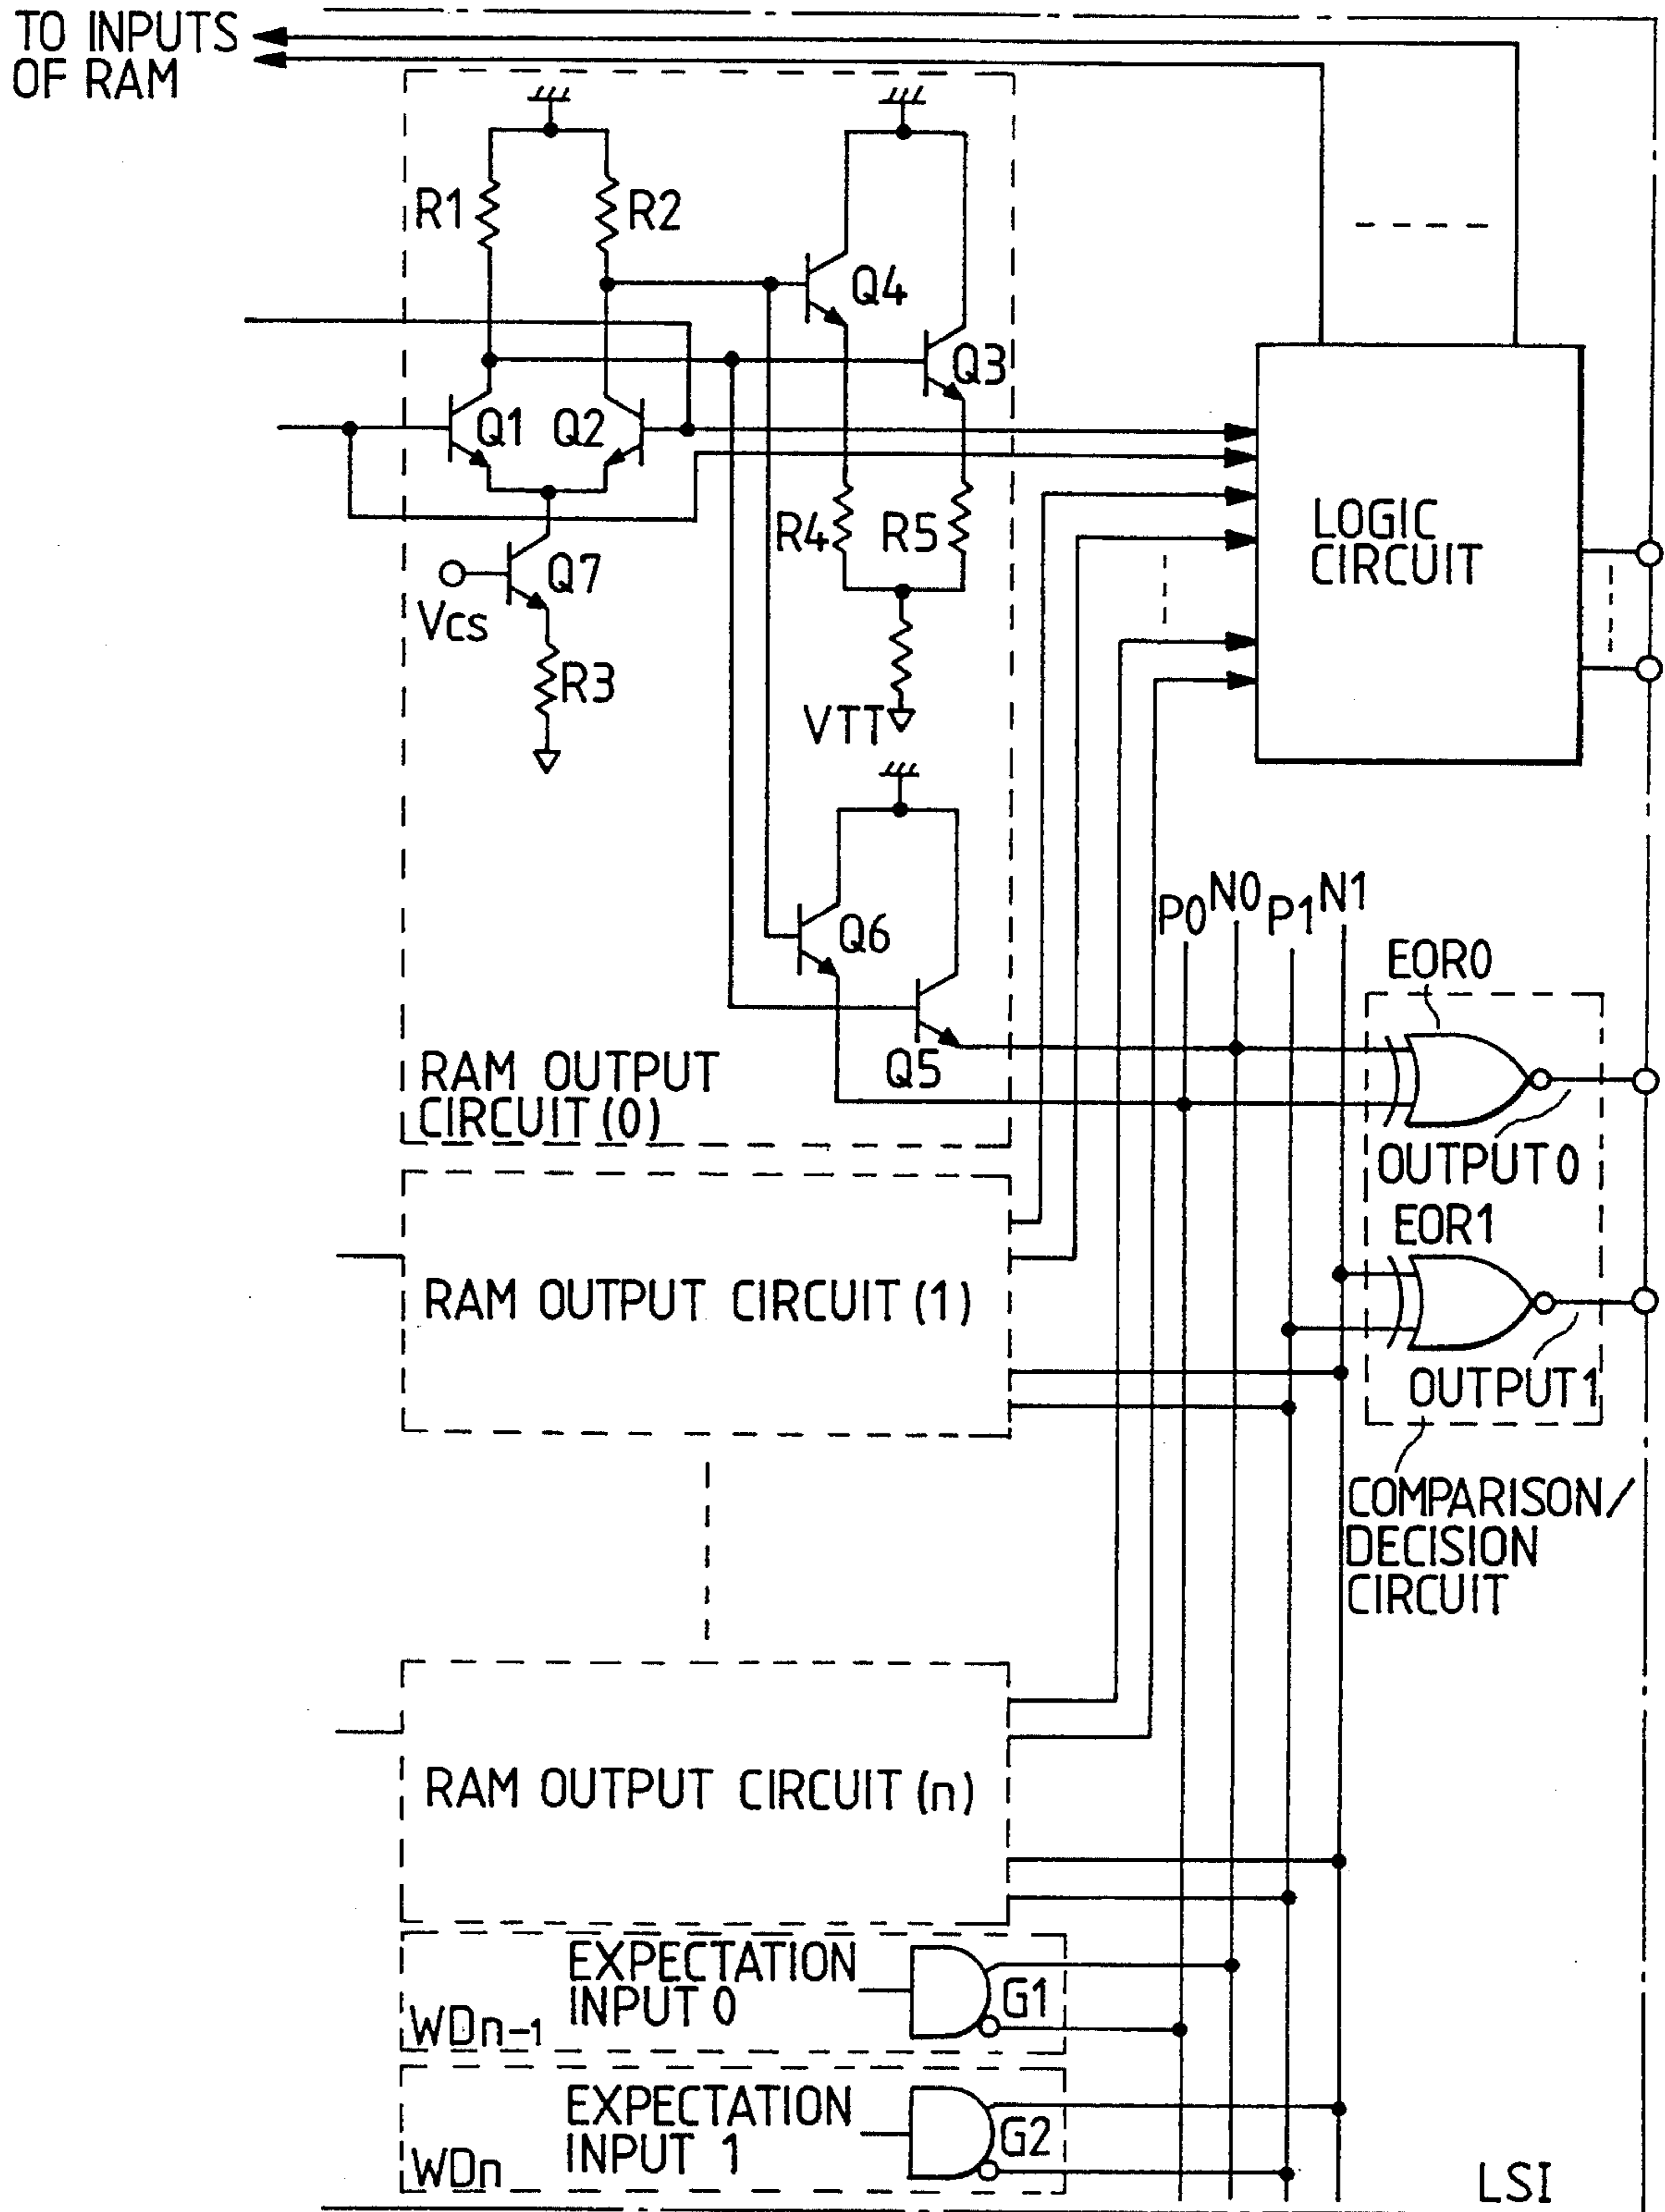 TO INPUTS
OF RAM
R1
R2
Q4
Q3
Q1
Q2
R4
R5
Q7
VCS
R3
VTT
LOGIC
CIRCUIT
Q6
Q5
P0
N0
P1
N1
EOR0
RAM OUTPUT
CIRCUIT (0)
OUTPUT 0
EOR1
RAM OUTPUT CIRCUIT (1)
OUTPUT 1
COMPARISON/
DECISION
CIRCUIT
RAM OUTPUT CIRCUIT (n)
EXPECTATION
INPUT 0
G1
WDn-1
EXPECTATION
INPUT 1
G2
WDn
LSI